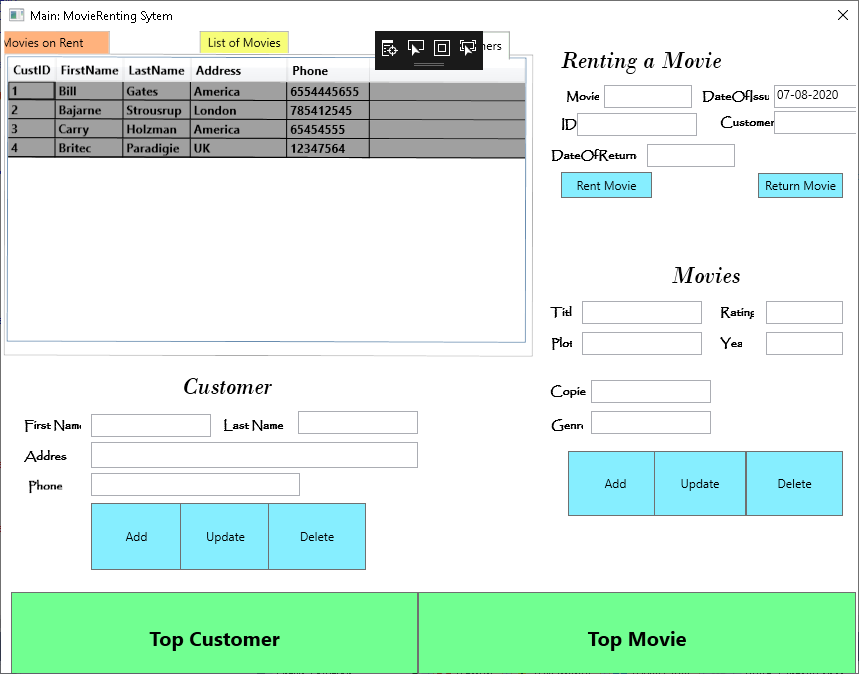 Main: MovieRenting Sytem
Movies on Rent
List of Movies
CustID FirstName LastName Address Phone
1 Bill Gates America 6554445655
2 Bajarne Strousrup London 785412545
3 Carry Holzman America 65454555
4 Britec Paradigie UK 12347564
Renting a Movie
Movie DateOfIssu 07-08-2020
ID Customer
DateOfReturn
Rent Movie Return Movie
Movies
Titl Rating
Plot Yea
Copie
Genre
Add Update Delete
Customer
First Name Last Name
Addres
Phone
Add Update Delete
Top Customer Top Movie